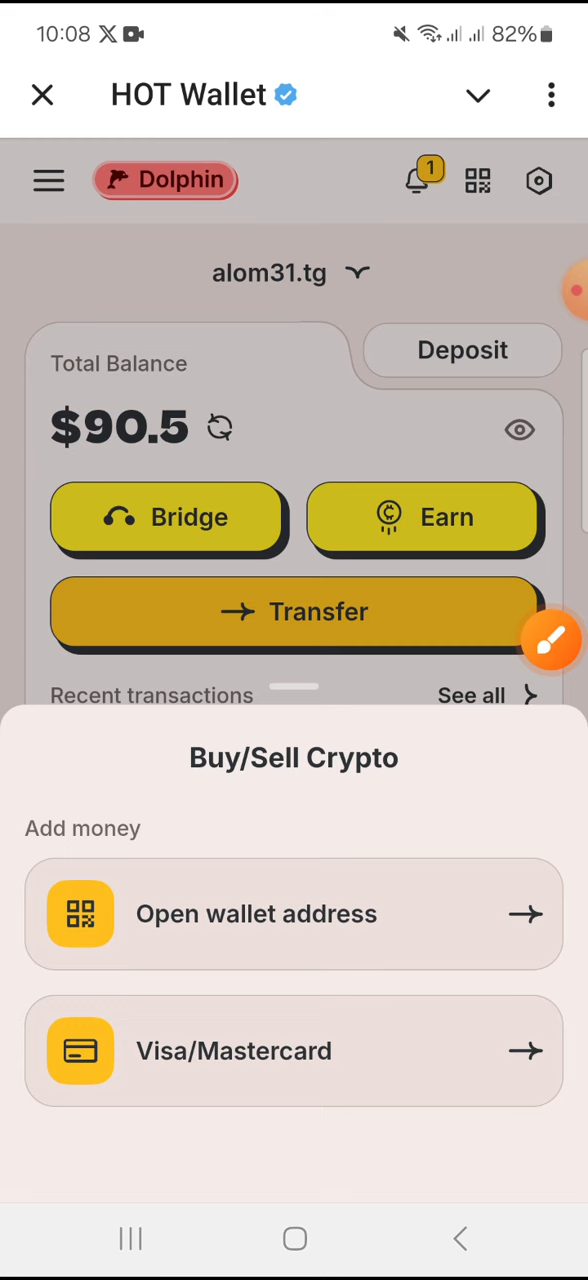 10:08 82%
HOT Wallet
Dolphin 1
alom31.tg
Total Balance Deposit
$90.5
Bridge Earn
Transfer
Recent transactions See all
Buy/Sell Crypto
Add money
Open wallet address
Visa/Mastercard